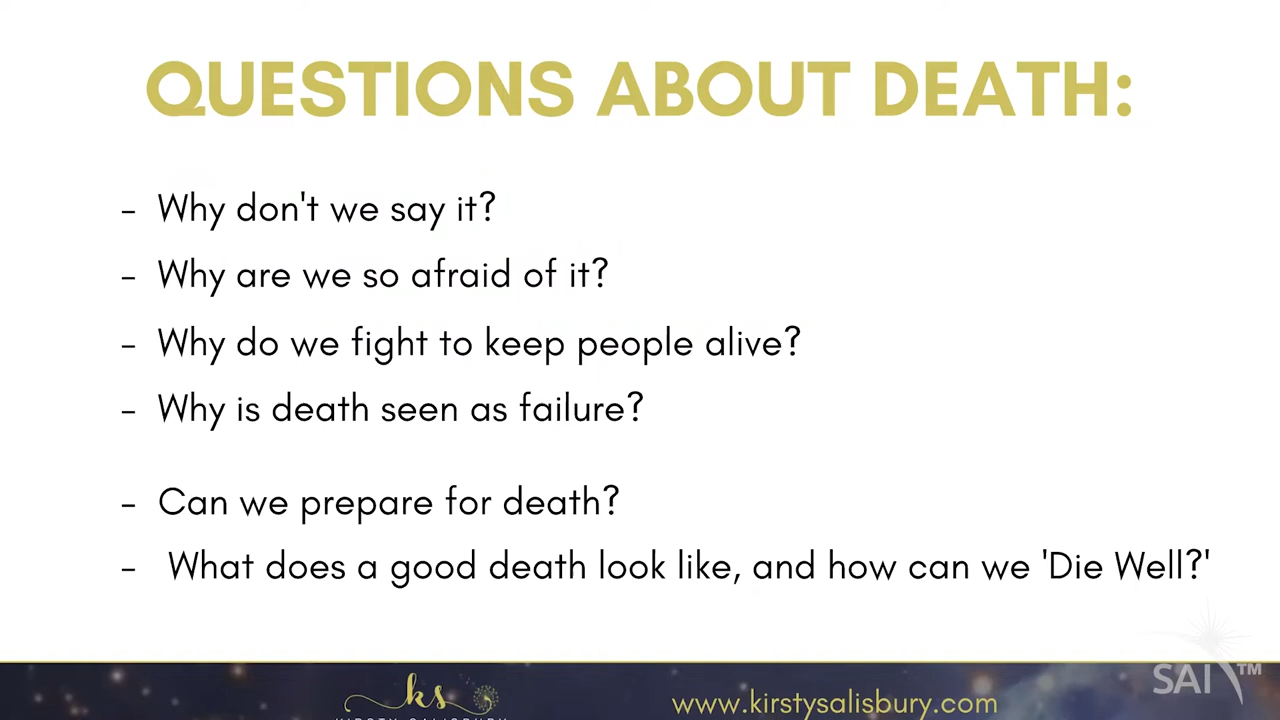 QUESTIONS ABOUT DEATH:
- Why don't we say it?
- Why are we so afraid of it?
- Why do we fight to keep people alive?
- Why is death seen as failure?
- Can we prepare for death?
- What does a good death look like, and how can we 'Die Well?'
ks
KIRSTY SALISBURY
www.kirstysalisbury.com
SAI™